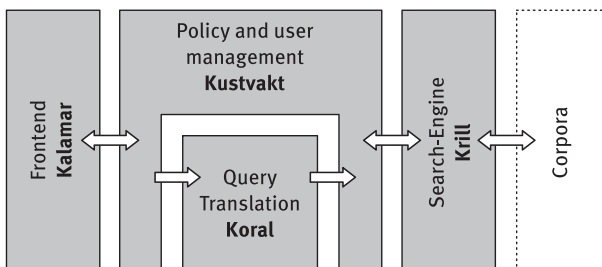 Frontend
Kalamar
Policy and user
management
Kustvakt
Query
Translation
Koral
Search-Engine
Krill
Corpora